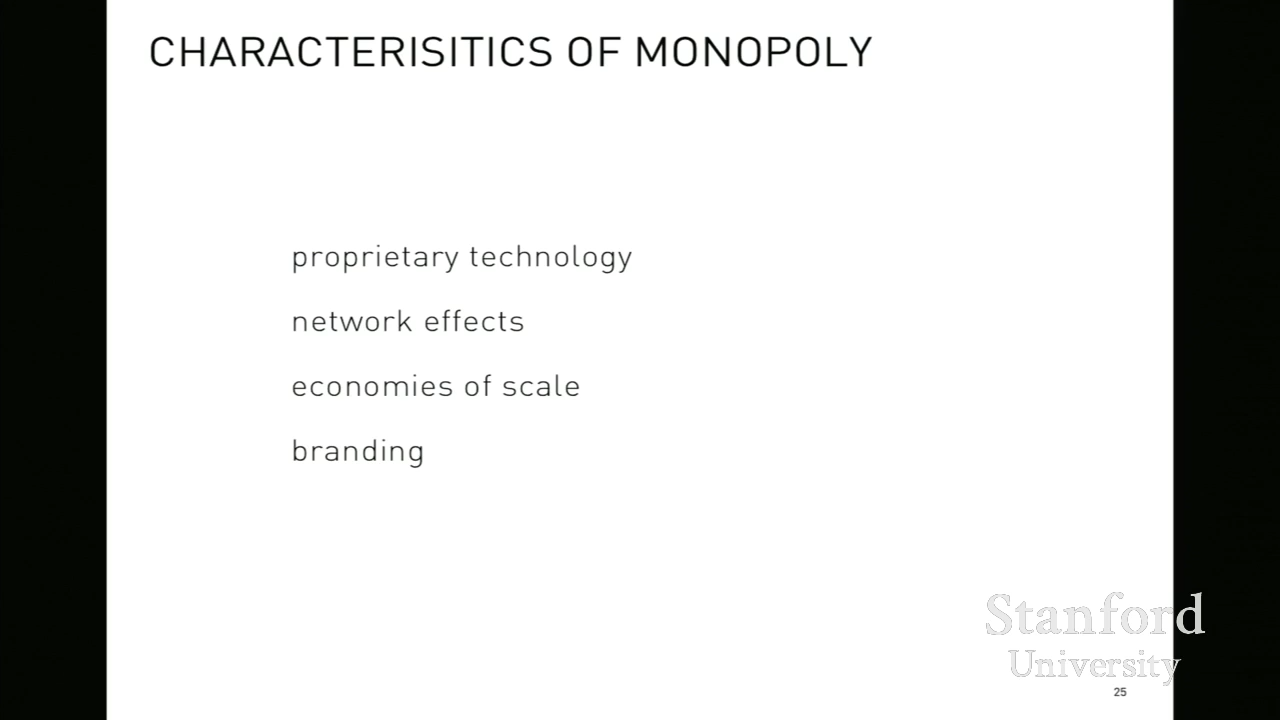 CHARACTERISITICS OF MONOPOLY
proprietary technology
network effects
economies of scale
branding
Stanford
University
25